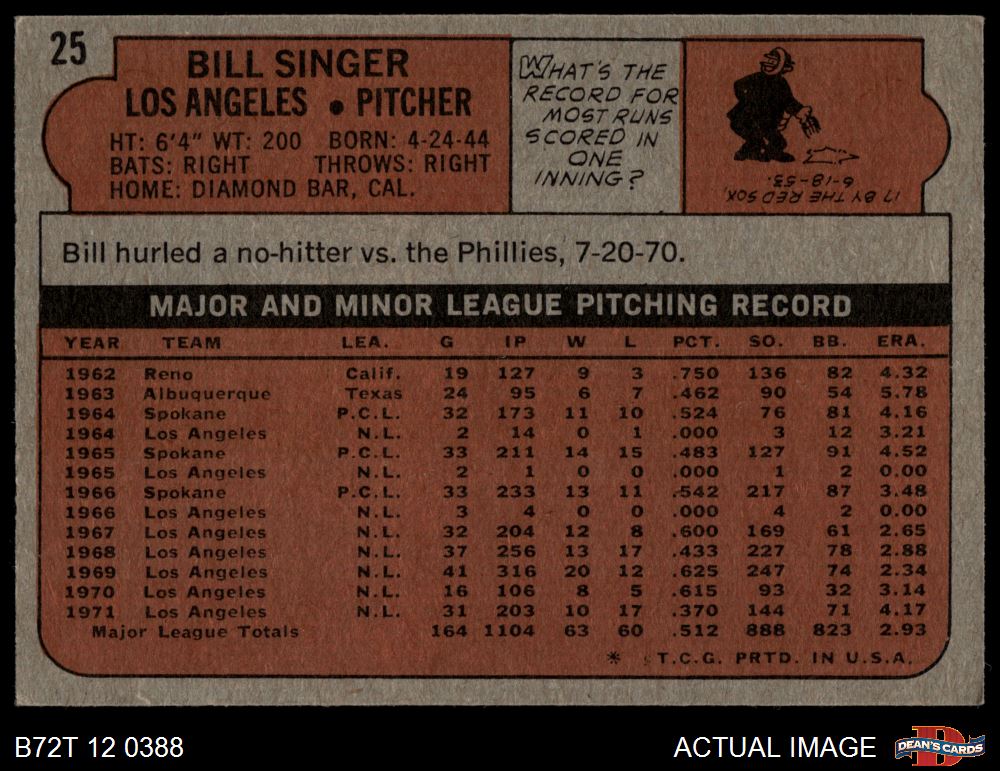 25
BILL SINGER
LOS ANGELES • PITCHER
HT: 6'4" WT: 200 BORN: 4-24-44
BATS: RIGHT THROWS: RIGHT
HOME: DIAMOND BAR, CAL.
WHAT'S THE
RECORD FOR
MOST RUNS
SCORED IN
ONE
INNING?
17 BY THE RED SOX,
6-18-53.
Bill hurled a no-hitter vs. the Phillies, 7-20-70.
MAJOR AND MINOR LEAGUE PITCHING RECORD
YEAR TEAM LEA. G IP W L PCT. SO. BB. ERA.
1962 Reno Calif. 19 127 9 3 .750 136 82 4.32
1963 Albuquerque Texas 24 95 6 7 .462 90 54 5.78
1964 Spokane P.C.L. 32 173 11 10 .524 76 81 4.16
1964 Los Angeles N.L. 2 14 0 1 .000 3 12 3.21
1965 Spokane P.C.L. 33 211 14 15 .483 127 91 4.52
1965 Los Angeles N.L. 2 1 0 0 .000 1 2 0.00
1966 Spokane P.C.L. 33 233 13 11 .542 217 87 3.48
1966 Los Angeles N.L. 3 4 0 0 .000 4 2 0.00
1967 Los Angeles N.L. 32 204 12 8 .600 169 61 2.65
1968 Los Angeles N.L. 37 256 13 17 .433 227 78 2.88
1969 Los Angeles N.L. 41 316 20 12 .625 247 74 2.34
1970 Los Angeles N.L. 16 106 8 5 .615 93 32 3.14
1971 Los Angeles N.L. 31 203 10 17 .370 144 71 4.17
Major League Totals 164 1104 63 60 .512 888 823 2.93
* T.C.G. PRTD. IN U.S.A.
B72T 12 0388
ACTUAL IMAGE
DEAN'S CARDS